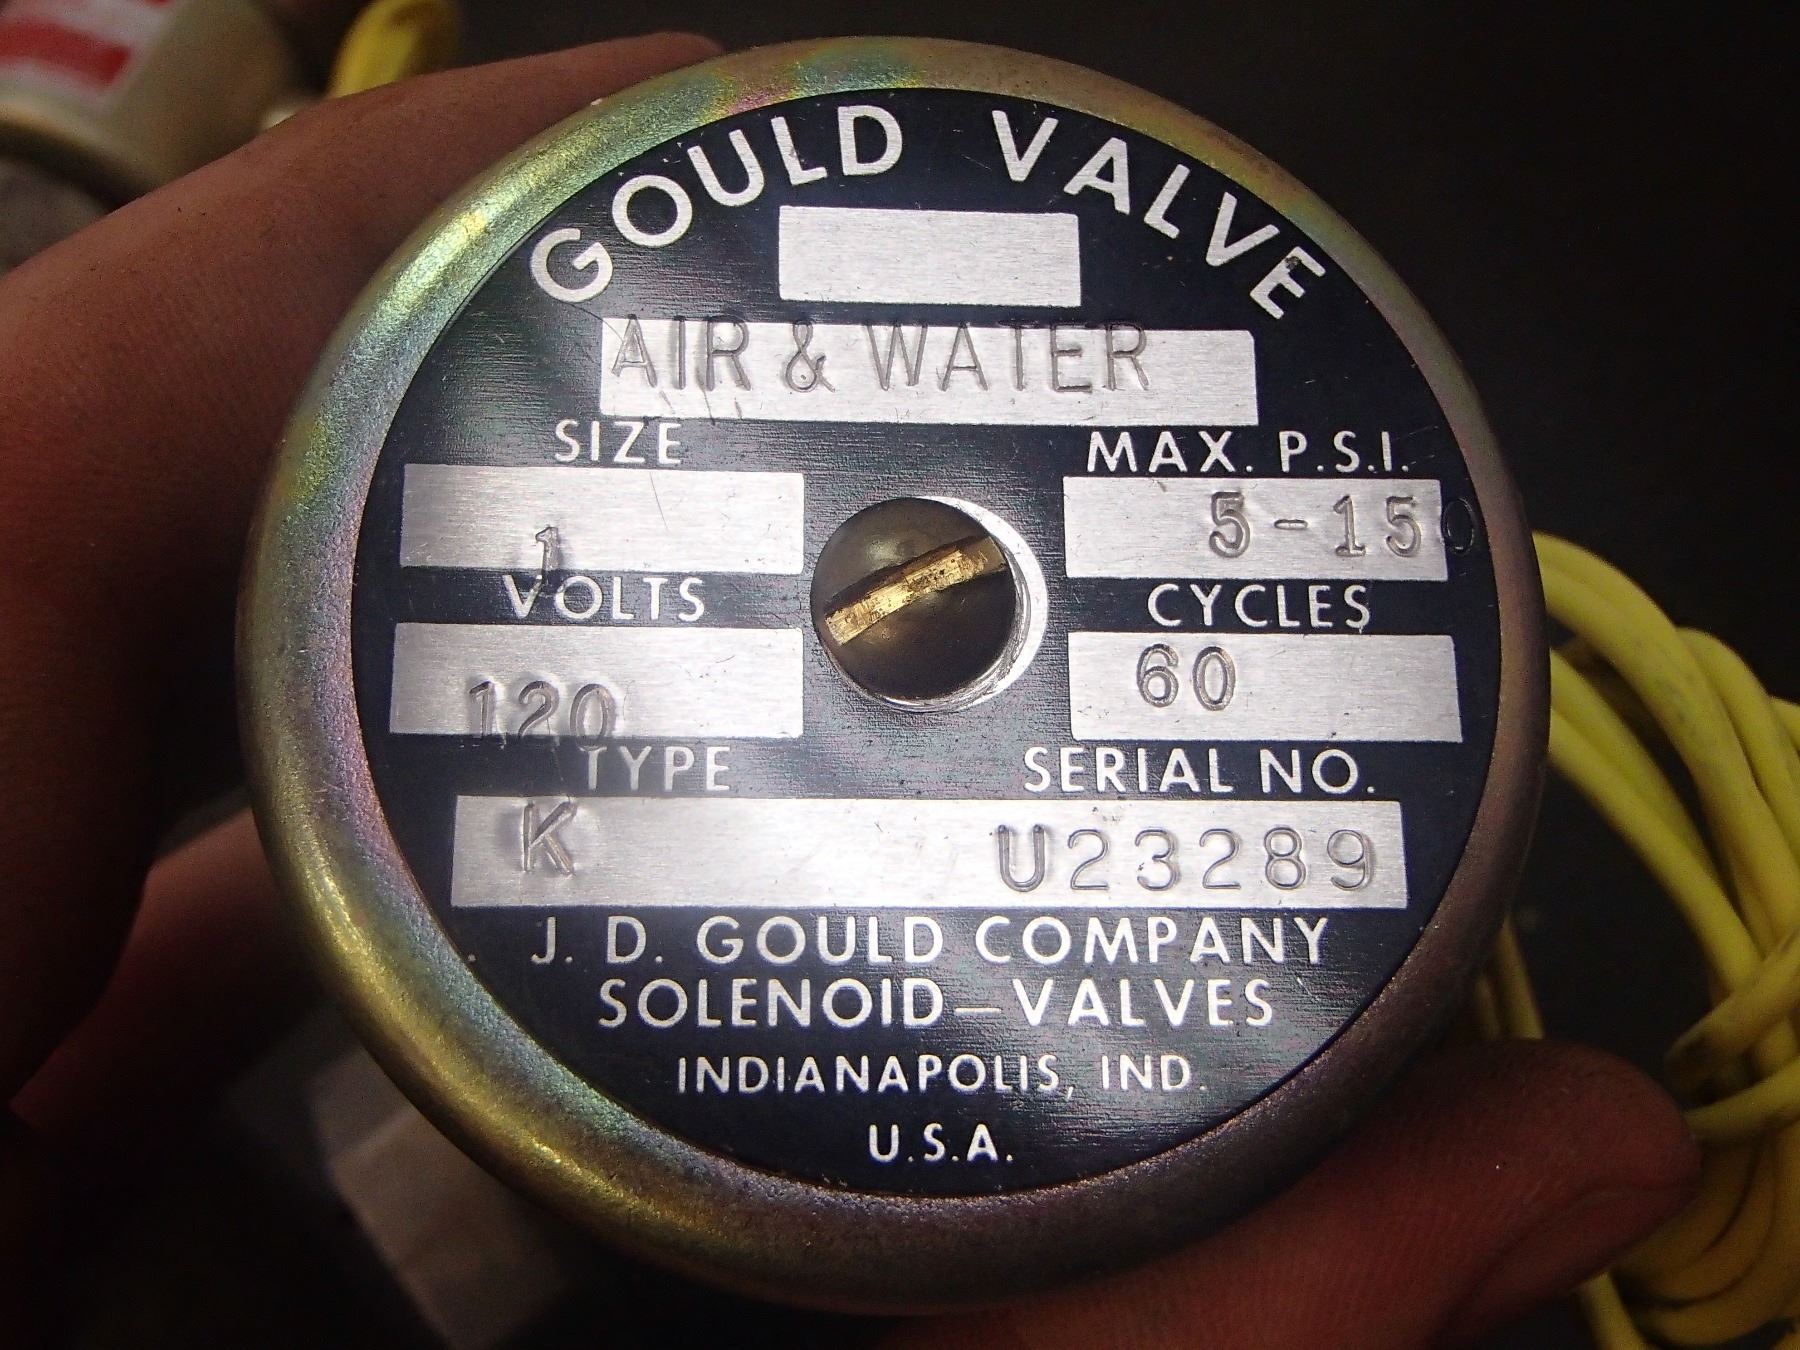 GOULD VALVE
AIR & WATER
SIZE MAX. P.S.I.
1 5-150
VOLTS CYCLES
120 60
TYPE SERIAL NO.
K U23289
J. D. GOULD COMPANY
SOLENOID-VALVES
INDIANAPOLIS, IND.
U.S.A.